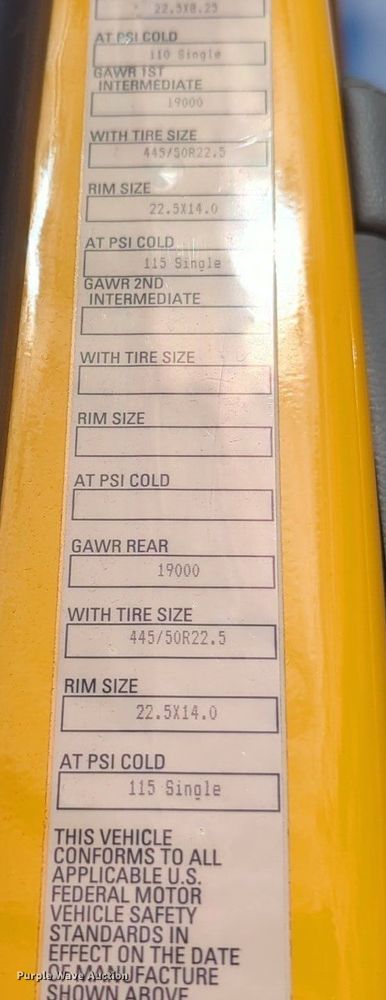 22.5X8.25
AT PSI COLD
110 Single
GAWR 1ST
INTERMEDIATE
19000
WITH TIRE SIZE
445/50R22.5
RIM SIZE
22.5X14.0
AT PSI COLD
115 Single
GAWR 2ND
INTERMEDIATE
WITH TIRE SIZE
RIM SIZE
AT PSI COLD
GAWR REAR
19000
WITH TIRE SIZE
445/50R22.5
RIM SIZE
22.5X14.0
AT PSI COLD
115 Single
THIS VEHICLE
CONFORMS TO ALL
APPLICABLE U.S.
FEDERAL MOTOR
VEHICLE SAFETY
STANDARDS IN
EFFECT ON THE DATE
OF MANUFACTURE
SHOWN ABOVE
Purple Wave Auction